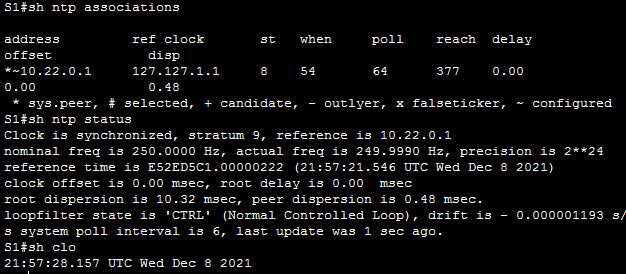 S1#sh ntp associations
address ref clock st when poll reach delay
offset disp
*~10.22.0.1 127.127.1.1 8 54 64 377 0.00
0.00 0.48
* sys.peer, # selected, + candidate, - outlyer, x falseticker, ~ configured
S1#sh ntp status
Clock is synchronized, stratum 9, reference is 10.22.0.1
nominal freq is 250.0000 Hz, actual freq is 249.9990 Hz, precision is 2**24
reference time is E52ED5C1.00000222 (21:57:21.546 UTC Wed Dec 8 2021)
clock offset is 0.00 msec, root delay is 0.00 msec
root dispersion is 10.32 msec, peer dispersion is 0.48 msec.
loopfilter state is 'CTRL' (Normal Controlled Loop), drift is - 0.000001193 s/
s system poll interval is 6, last update was 1 sec ago.
S1#sh clo
21:57:28.157 UTC Wed Dec 8 2021